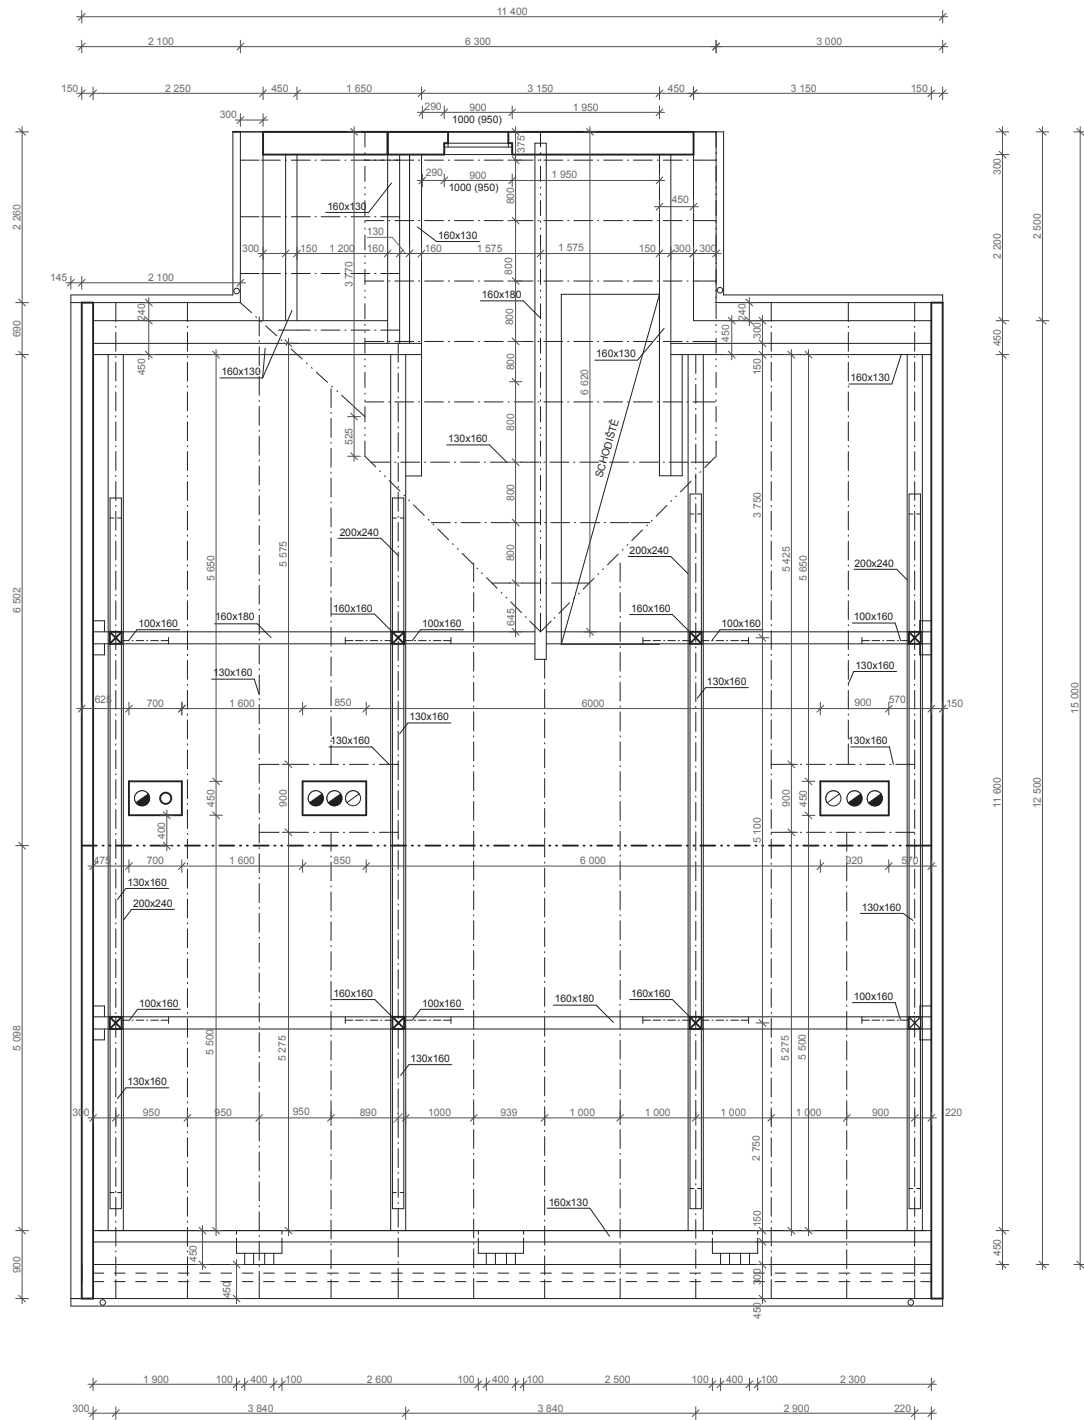 11 400
2 100 6 300 3 000
150 2 250 450 1 650 3 150 450 3 150 150
290 900 1 950
1000 (950)
300
375
290 900 1 950
1000 (950)
800
450
160x130
160x130
130
300 150 1 200 160 160 1 575 1 575 150 300 300
3 770
800
145 2 100
160x180
240
240
2 260
690
450
800
450
300
150
160x130
160x130
160x130
800
6 620
525
800
130x160
SCHODIŠTĚ
800
3 750
200x240
800
200x240
200x240
5 650
5 575
5 425
5 650
6 502
645
100x160
160x180
160x160
100x160
160x160
100x160
100x160
130x160
130x160
130x160
625 700 1 600 850 6000 900 570 150
130x160
130x160
130x160
450
900
900
450
400
5 100
475 700 1 600 850 6 000 920 570
130x160
200x240
130x160
100x160
160x160
100x160
160x180
160x160
100x160
5 098
5 500
5 275
5 275
5 500
130x160
130x160
300 950 950 950 890 1000 939 1 000 1 000 1 000 1 000 900 220
2 750
160x130
150
450
450
300
450
900
300
2 200
2 500
450
11 600
12 500
15 000
450
1 900 100 400 100 2 600 100 400 100 2 500 100 400 100 2 300
300 3 840 3 840 2 900 220